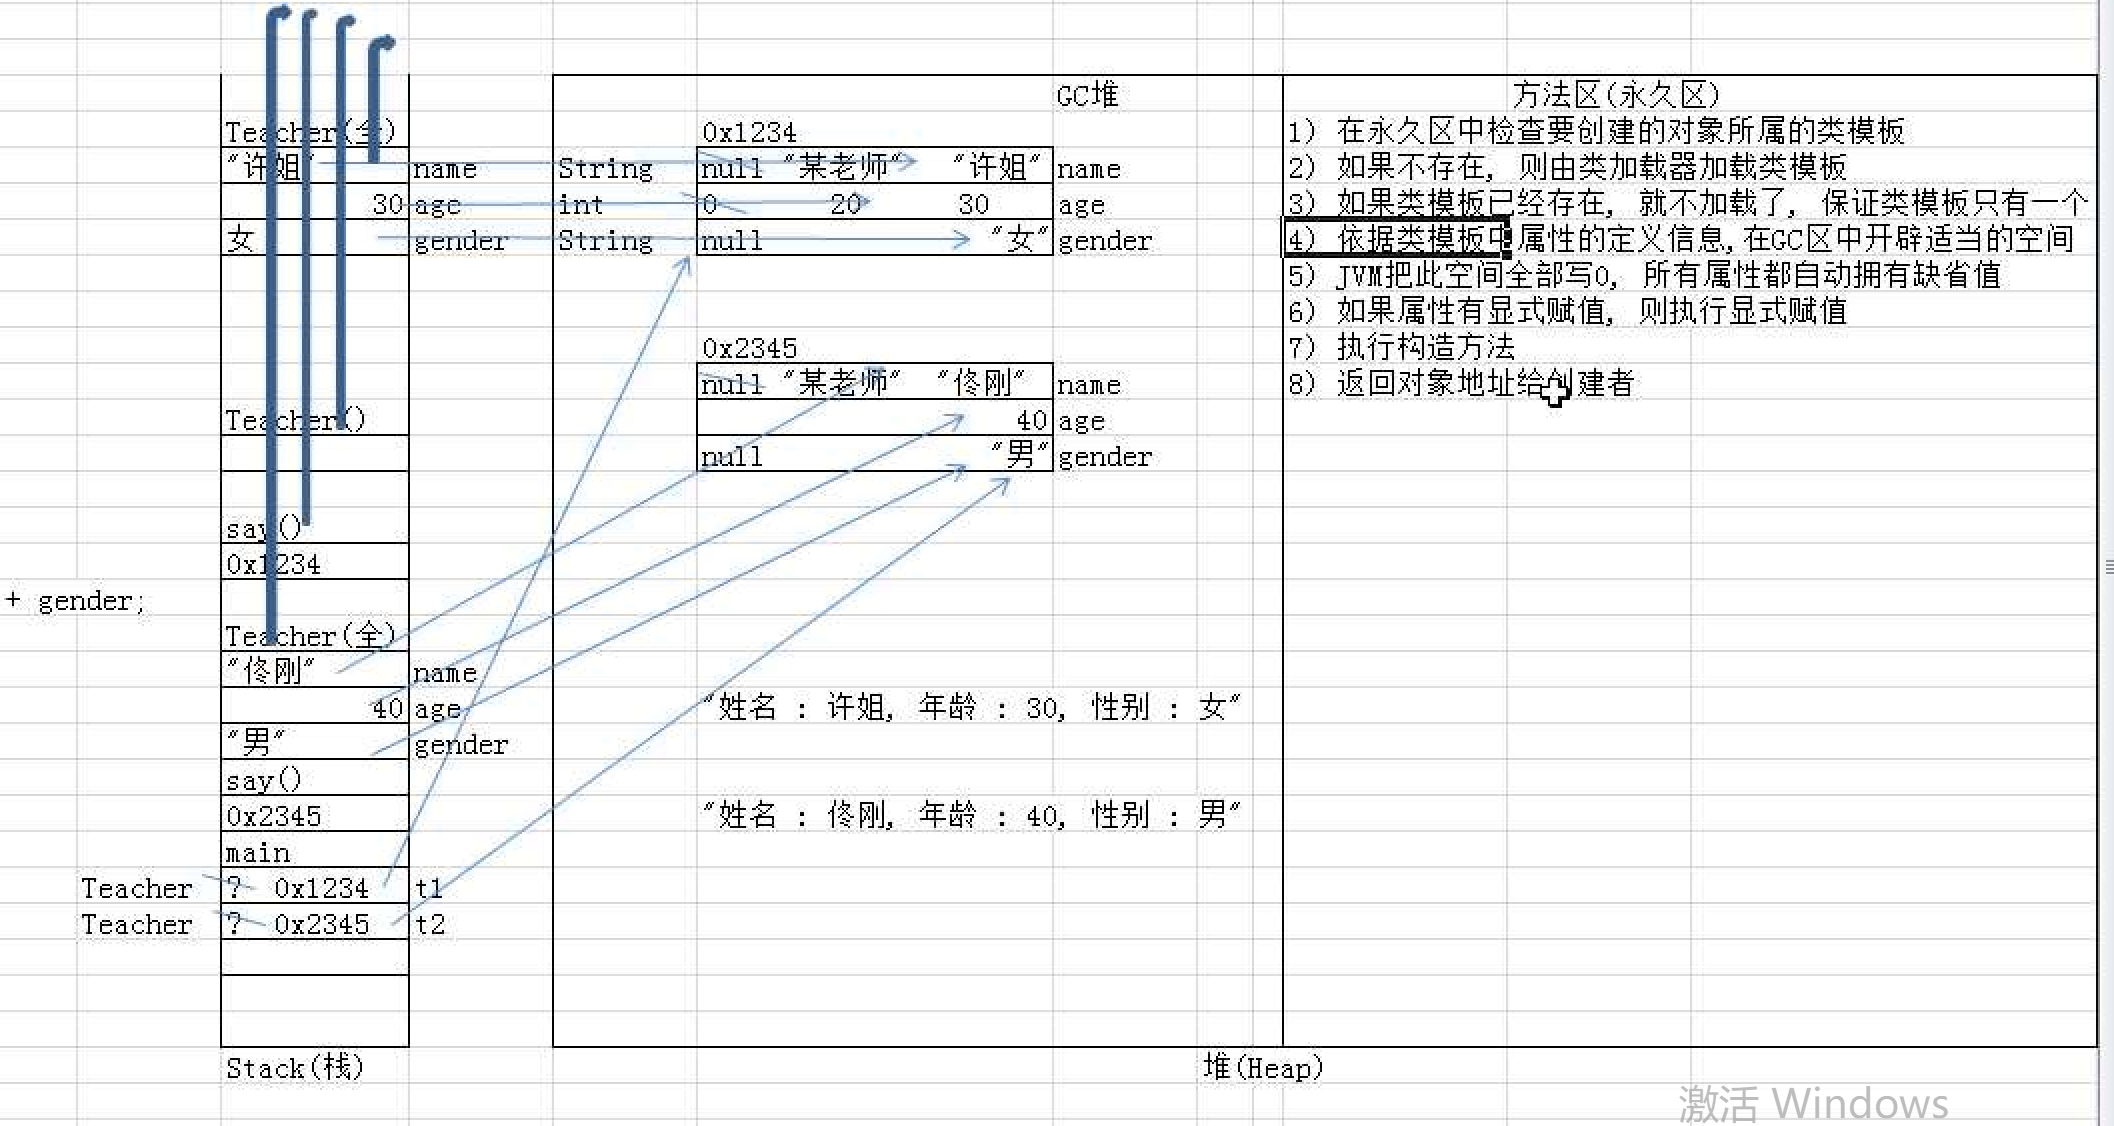 GC堆
方法区(永久区)
Teacher(全)
0x1234
1) 在永久区中检查要创建的对象所属的类模板
"许姐" name String null "某老师" "许姐" name
2) 如果不存在, 则由类加载器加载类模板
30 age int 0 20 30 age
3) 如果类模板已经存在, 就不加载了, 保证类模板只有一个
女 gender String null "女" gender
4) 依据类模板中属性的定义信息,在GC区中开辟适当的空间
5) JVM把此空间全部写0, 所有属性都自动拥有缺省值
6) 如果属性有显式赋值, 则执行显式赋值
0x2345
7) 执行构造方法
null "某老师" "佟刚" name
8) 返回对象地址给创建者
Teacher()
40 age
null "男" gender
say()
0x1234
+ gender;
Teacher(全)
"佟刚" name
40 age
"姓名 : 许姐, 年龄 : 30, 性别 : 女"
"男" gender
say()
0x2345
"姓名 : 佟刚, 年龄 : 40, 性别 : 男"
main
Teacher ? 0x1234 t1
Teacher ? 0x2345 t2
Stack(栈)
堆(Heap)
激活 Windows